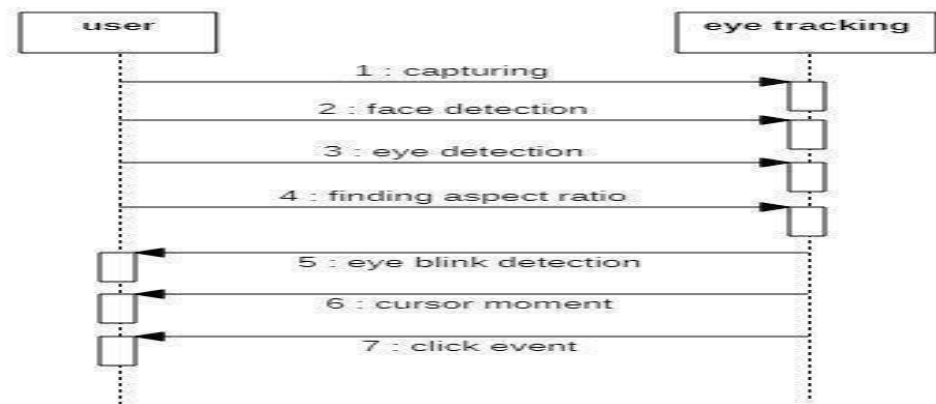 user
eye tracking
1 : capturing
2 : face detection
3 : eye detection
4 : finding aspect ratio
5 : eye blink detection
6 : cursor moment
7 : click event